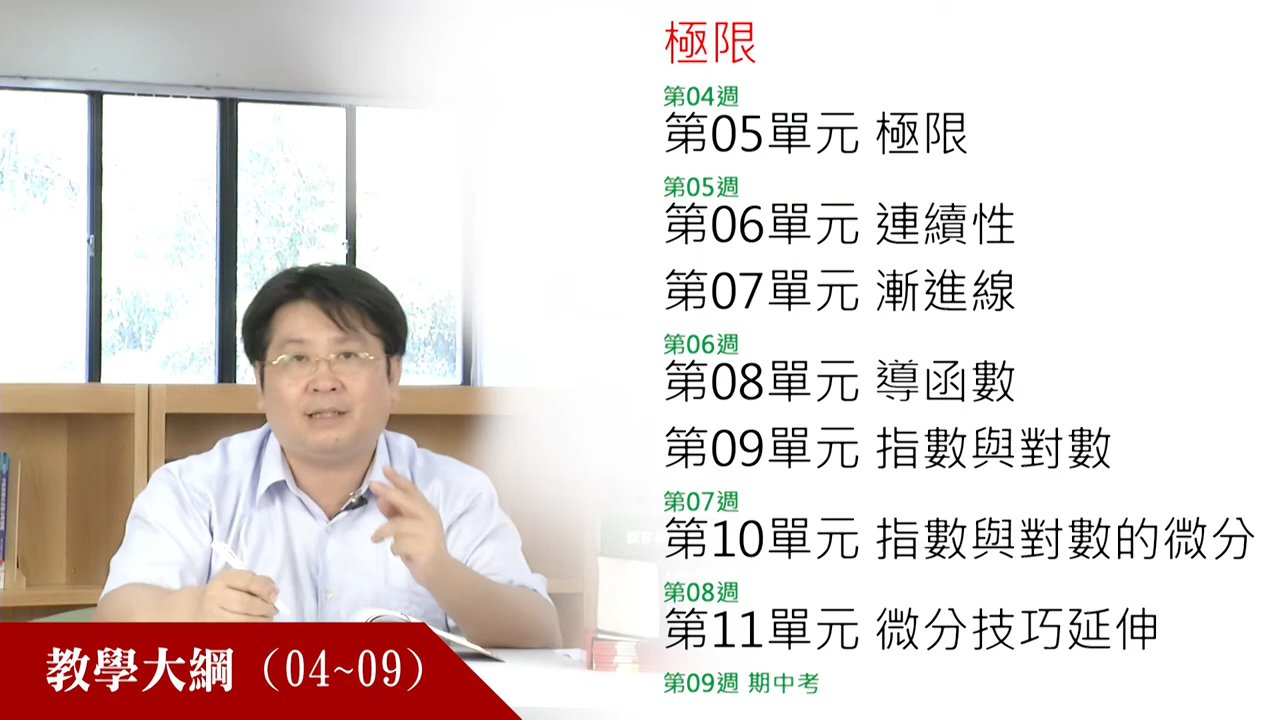 極限
第04週
第05單元 極限
第05週
第06單元 連續性
第07單元 漸進線
第06週
第08單元 導函數
第09單元 指數與對數
第07週
第10單元 指數與對數的微分
第08週
第11單元 微分技巧延伸
第09週 期中考
教學大綱（04~09）